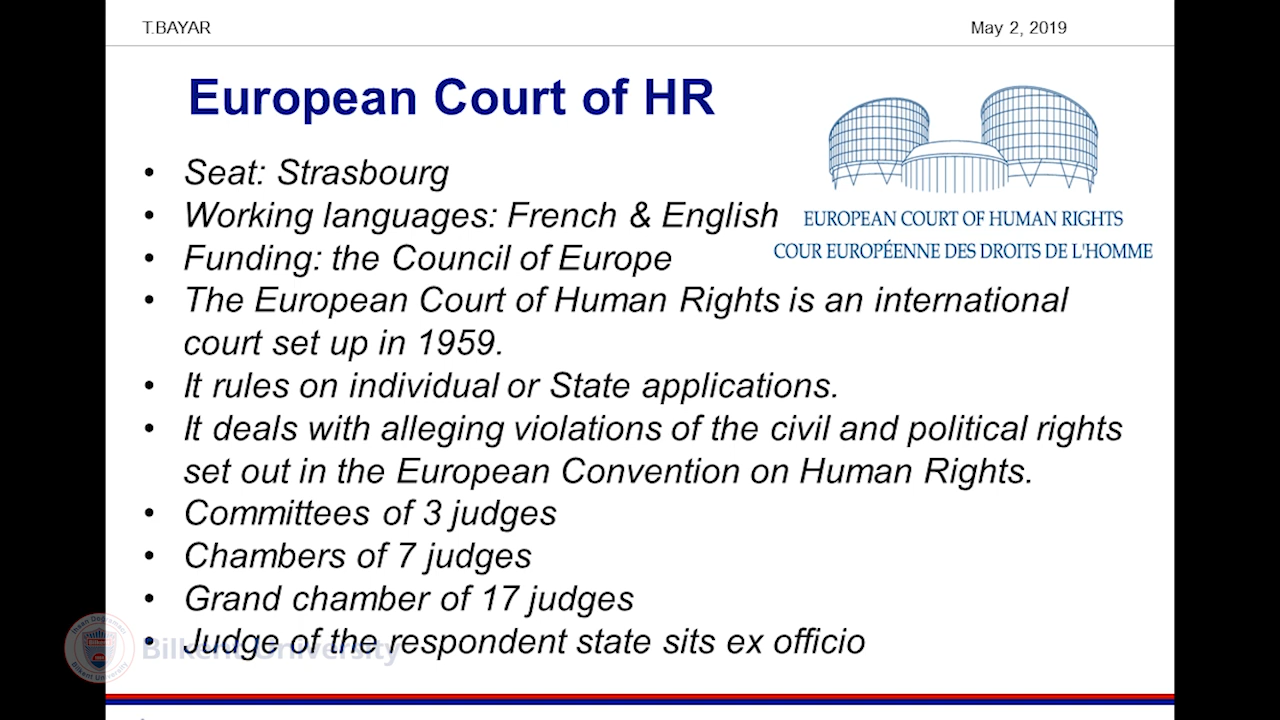 T.BAYAR
May 2, 2019
European Court of HR
EUROPEAN COURT OF HUMAN RIGHTS
COUR EUROPÉENNE DES DROITS DE L'HOMME
• Seat: Strasbourg
• Working languages: French & English
• Funding: the Council of Europe
• The European Court of Human Rights is an international
court set up in 1959.
• It rules on individual or State applications.
• It deals with alleging violations of the civil and political rights
set out in the European Convention on Human Rights.
• Committees of 3 judges
• Chambers of 7 judges
• Grand chamber of 17 judges
• Judge of the respondent state sits ex officio
Bilkent University